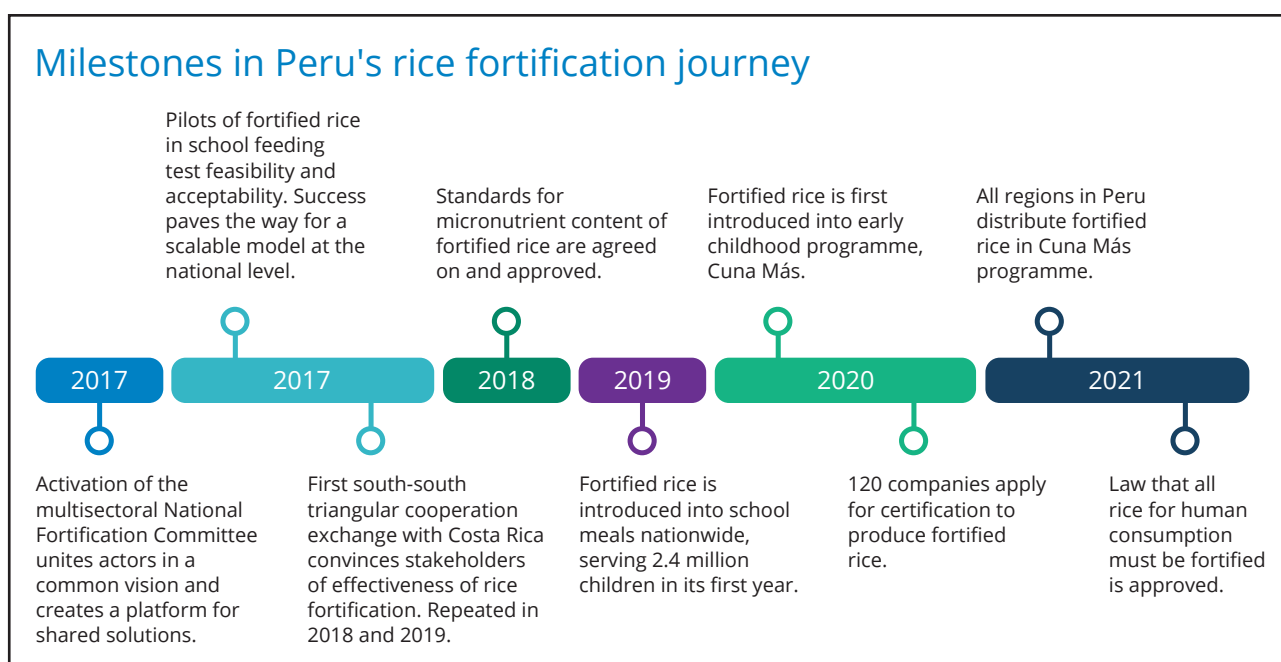 Milestones in Peru's rice fortification journey
Pilots of fortified rice
in school feeding
test feasibility and
acceptability. Success
paves the way for a
scalable model at the
national level.
Standards for
micronutrient content of
fortified rice are agreed
on and approved.
Fortified rice is first
introduced into early
childhood programme,
Cuna Más.
All regions in Peru
distribute fortified
rice in Cuna Más
programme.
2017
2017
2018
2019
2020
2021
Activation of the
multisectoral National
Fortification Committee
unites actors in a
common vision and
creates a platform for
shared solutions.
First south-south
triangular cooperation
exchange with Costa Rica
convinces stakeholders
of effectiveness of rice
fortification. Repeated in
2018 and 2019.
Fortified rice is
introduced into school
meals nationwide,
serving 2.4 million
children in its first year.
120 companies apply
for certification to
produce fortified
rice.
Law that all
rice for human
consumption
must be fortified
is approved.